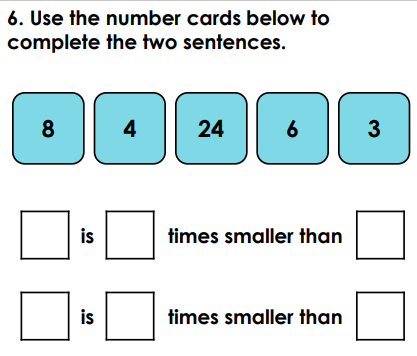 6. Use the number cards below to
complete the two sentences.
8 4 24 6 3
is times smaller than
is times smaller than